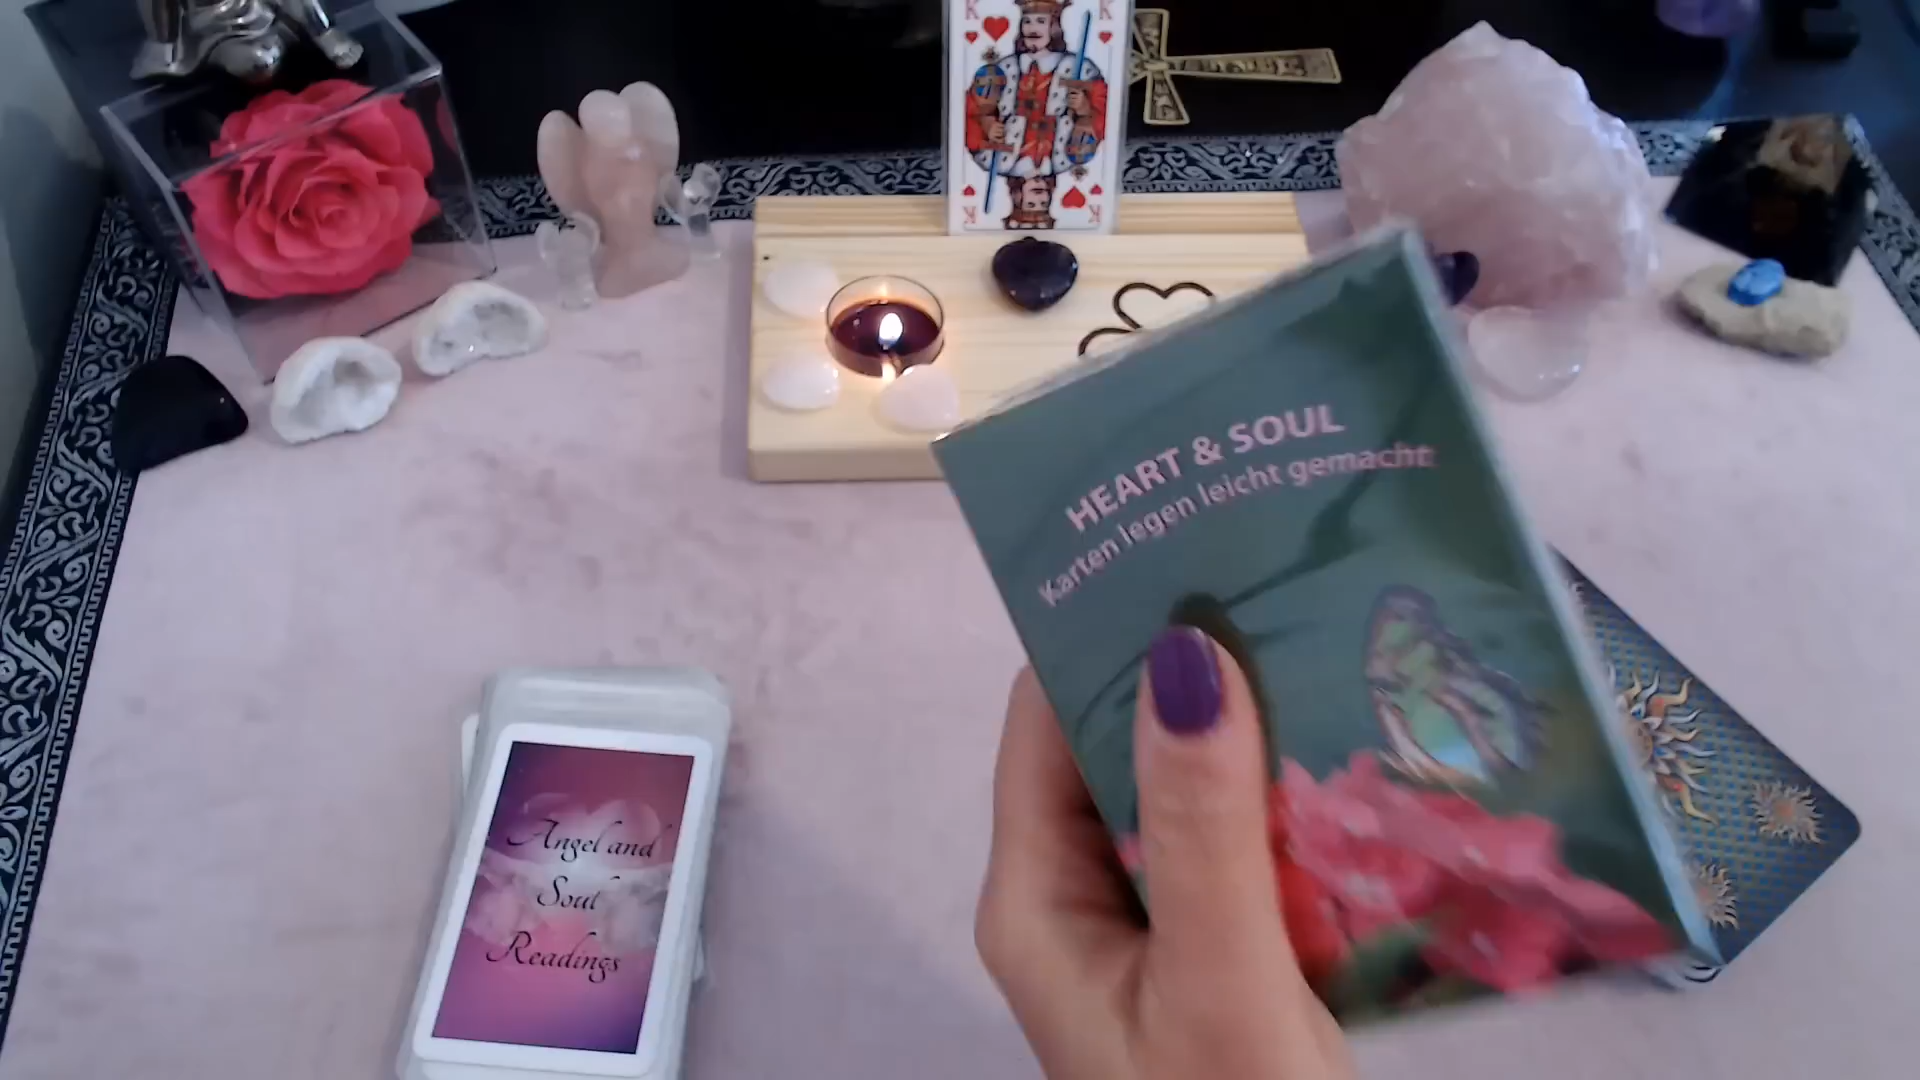 K
K
HEART & SOUL
Karten legen leicht gemacht
K
K
Angel and
Soul
Readings